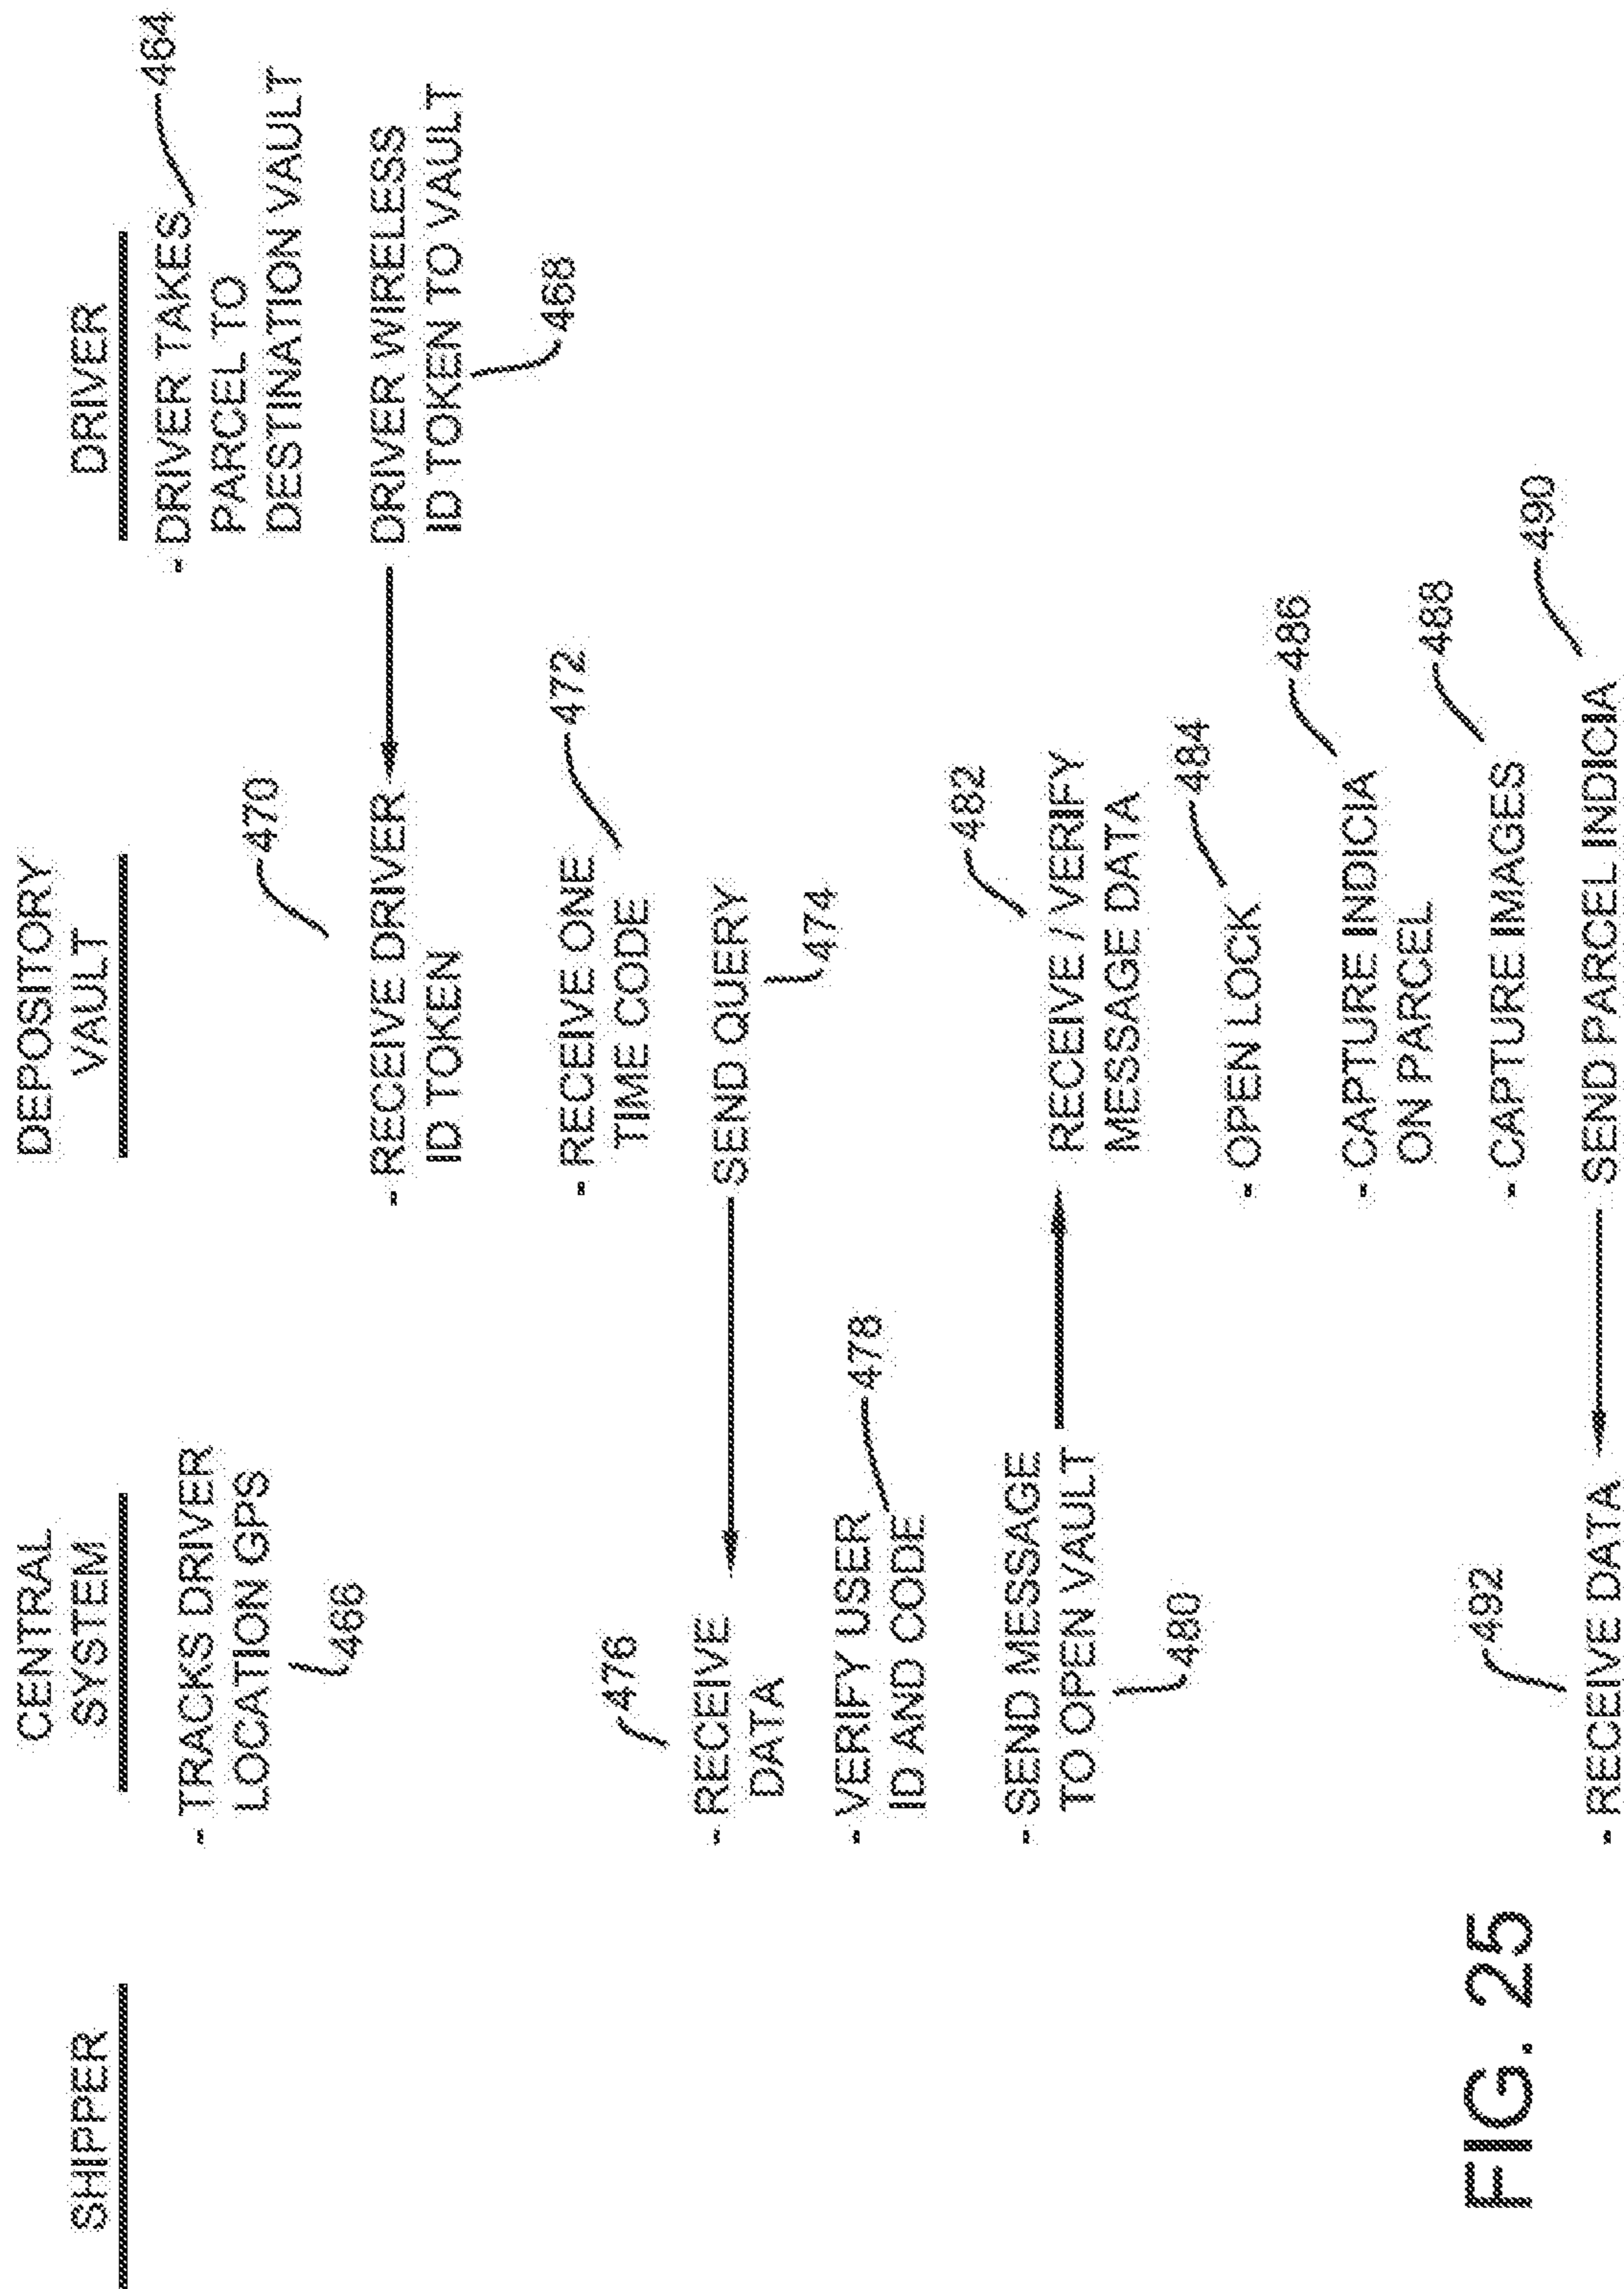 SHIPPER
CENTRAL
SYSTEM
DEPOSITORY
VAULT
DRIVER
- TRACKS DRIVER
LOCATION GPS
466
- DRIVER TAKES
PARCEL TO
DESTINATION VAULT
464
470
- RECEIVE DRIVER
ID TOKEN
DRIVER WIRELESS
ID TOKEN TO VAULT
468
- RECEIVE ONE
TIME CODE
472
476
- RECEIVE
DATA
SEND QUERY
474
- VERIFY USER
ID AND CODE
478
- SEND MESSAGE
TO OPEN VAULT
480
RECEIVE / VERIFY
MESSAGE DATA
482
- OPEN LOCK
484
- CAPTURE INDICIA
ON PARCEL
486
- CAPTURE IMAGES
488
492
- RECEIVE DATA
SEND PARCEL INDICIA
490
FIG. 25